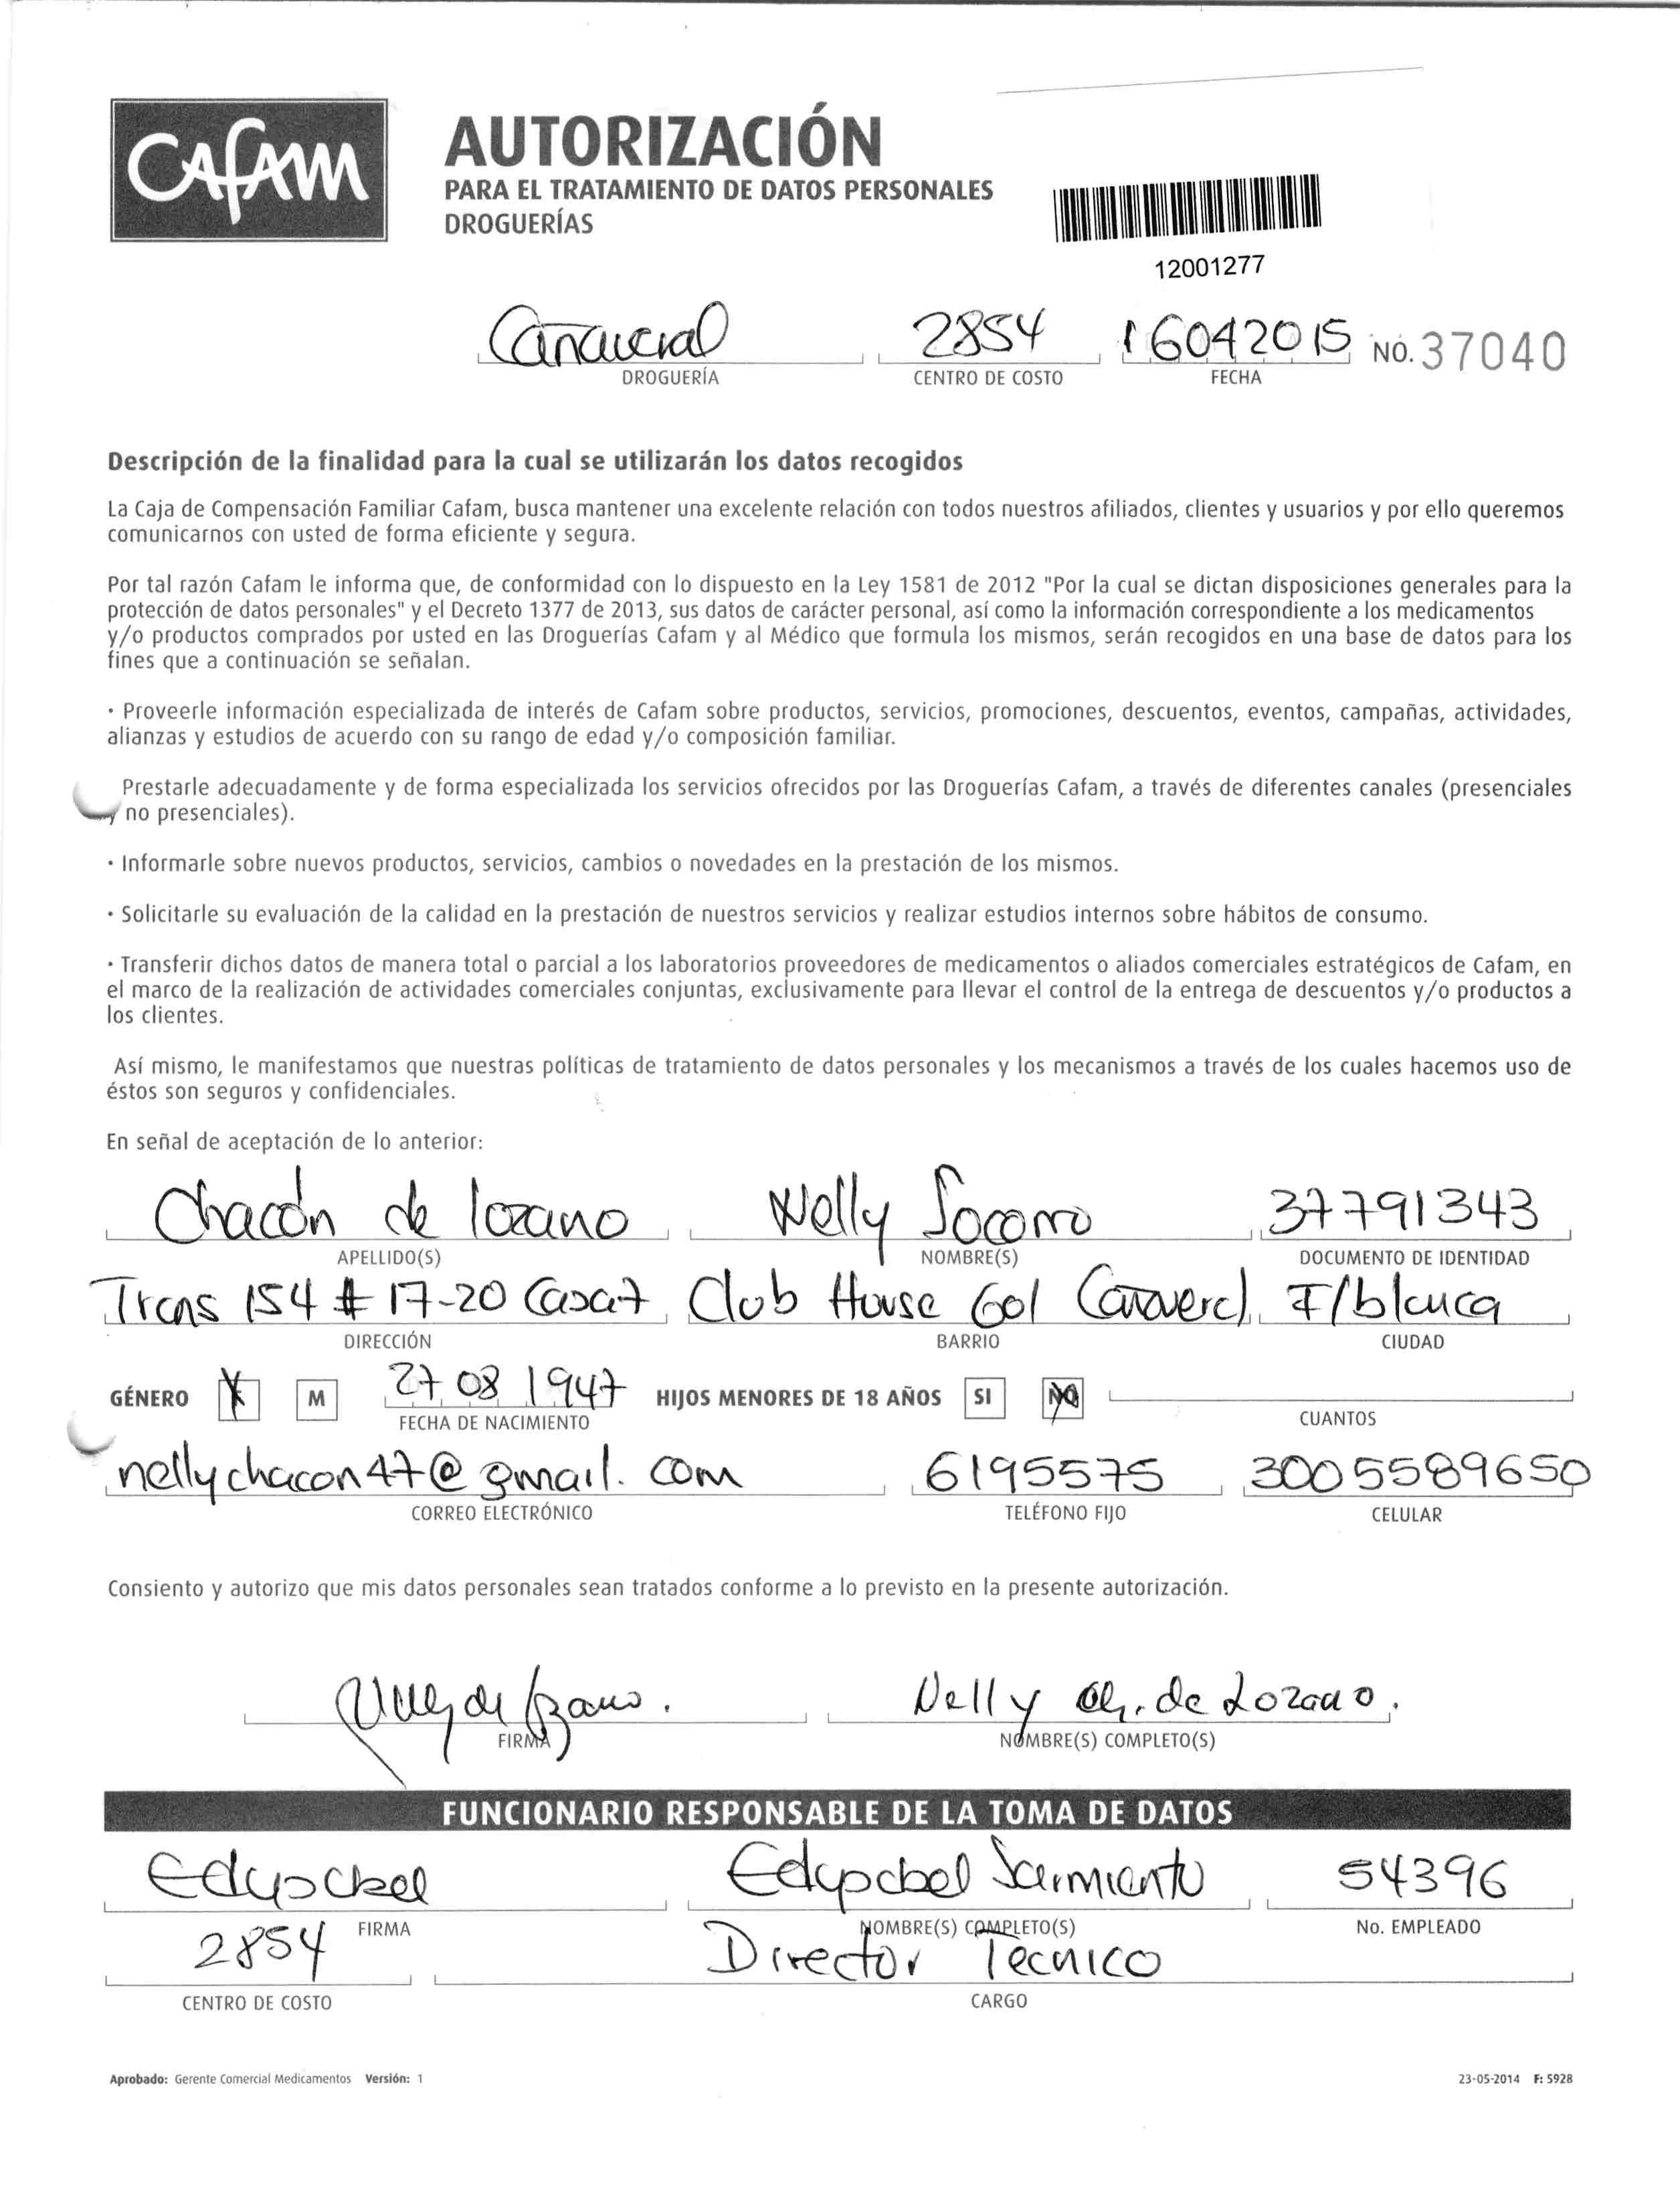 CAFAM
AUTORIZACIÓN
PARA EL TRATAMIENTO DE DATOS PERSONALES
DROGUERÍAS
12001277
Cañaveral 2854 16042015 NO. 37040
DROGUERÍA CENTRO DE COSTO FECHA
Descripción de la finalidad para la cual se utilizarán los datos recogidos
La Caja de Compensación Familiar Cafam, busca mantener una excelente relación con todos nuestros afiliados, clientes y usuarios y por ello queremos
comunicarnos con usted de forma eficiente y segura.
Por tal razón Cafam le informa que, de conformidad con lo dispuesto en la Ley 1581 de 2012 "Por la cual se dictan disposiciones generales para la
protección de datos personales" y el Decreto 1377 de 2013, sus datos de carácter personal, así como la información correspondiente a los medicamentos
y/o productos comprados por usted en las Droguerías Cafam y al Médico que formula los mismos, serán recogidos en una base de datos para los
fines que a continuación se señalan.
· Proveerle información especializada de interés de Cafam sobre productos, servicios, promociones, descuentos, eventos, campañas, actividades,
alianzas y estudios de acuerdo con su rango de edad y/o composición familiar.
Prestarle adecuadamente y de forma especializada los servicios ofrecidos por las Droguerías Cafam, a través de diferentes canales (presenciales
y no presenciales).
· Informarle sobre nuevos productos, servicios, cambios o novedades en la prestación de los mismos.
· Solicitarle su evaluación de la calidad en la prestación de nuestros servicios y realizar estudios internos sobre hábitos de consumo.
· Transferir dichos datos de manera total o parcial a los laboratorios proveedores de medicamentos o aliados comerciales estratégicos de Cafam, en
el marco de la realización de actividades comerciales conjuntas, exclusivamente para llevar el control de la entrega de descuentos y/o productos a
los clientes.
Así mismo, le manifestamos que nuestras políticas de tratamiento de datos personales y los mecanismos a través de los cuales hacemos uso de
éstos son seguros y confidenciales.
En señal de aceptación de lo anterior:
Chacón de lozano Nelly Socorro 37791343
APELLIDO(S) NOMBRE(S) DOCUMENTO DE IDENTIDAD
Trans 154 # 17-20 Casa7 Club House Gol Cañaveral F/blanca
DIRECCIÓN BARRIO CIUDAD
GÉNERO X M 27 08 1947 HIJOS MENORES DE 18 AÑOS SI NO
FECHA DE NACIMIENTO CUANTOS
nellychacon47@gmail.com 6195575 3005589650
CORREO ELECTRÓNICO TELÉFONO FIJO CELULAR
Consiento y autorizo que mis datos personales sean tratados conforme a lo previsto en la presente autorización.
Nelly Ch. de Lozano.
FIRMA NOMBRE(S) COMPLETO(S)
FUNCIONARIO RESPONSABLE DE LA TOMA DE DATOS
Sarmiento 54396
FIRMA NOMBRE(S) COMPLETO(S) No. EMPLEADO
2854 Director Tecnico
CENTRO DE COSTO CARGO
Aprobado: Gerente Comercial Medicamentos Versión: 1 23-05-2014 F: 5928